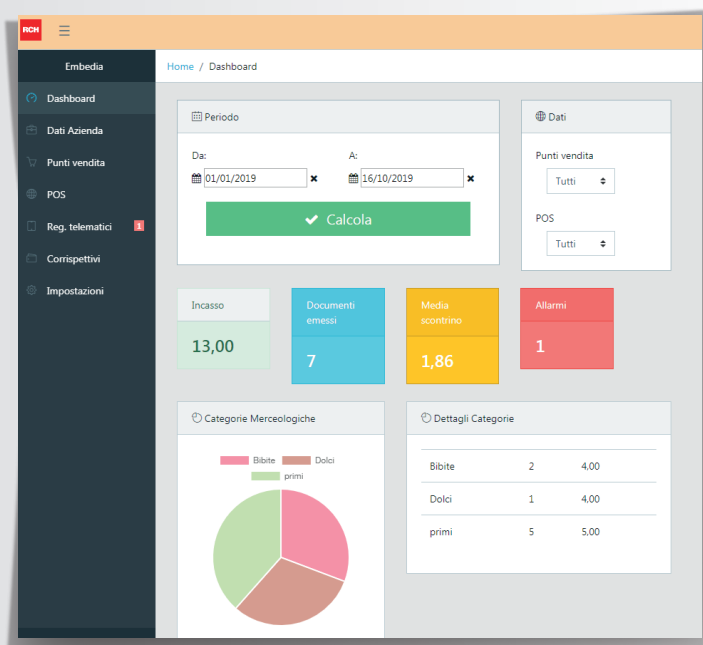 RCH
Embedia
Home / Dashboard
Dashboard
Dati Azienda
Punti vendita
POS
Reg. telematici 1
Corrispettivi
Impostazioni
Periodo
Da: A:
01/01/2019 16/10/2019
Calcola
Dati
Punti vendita
Tutti
POS
Tutti
Incasso
13,00
Documenti
emessi
7
Media
scontrino
1,86
Allarmi
1
Categorie Merceologiche
Bibite Dolci
primi
Dettagli Categorie
Bibite 2 4,00
Dolci 1 4,00
primi 5 5,00